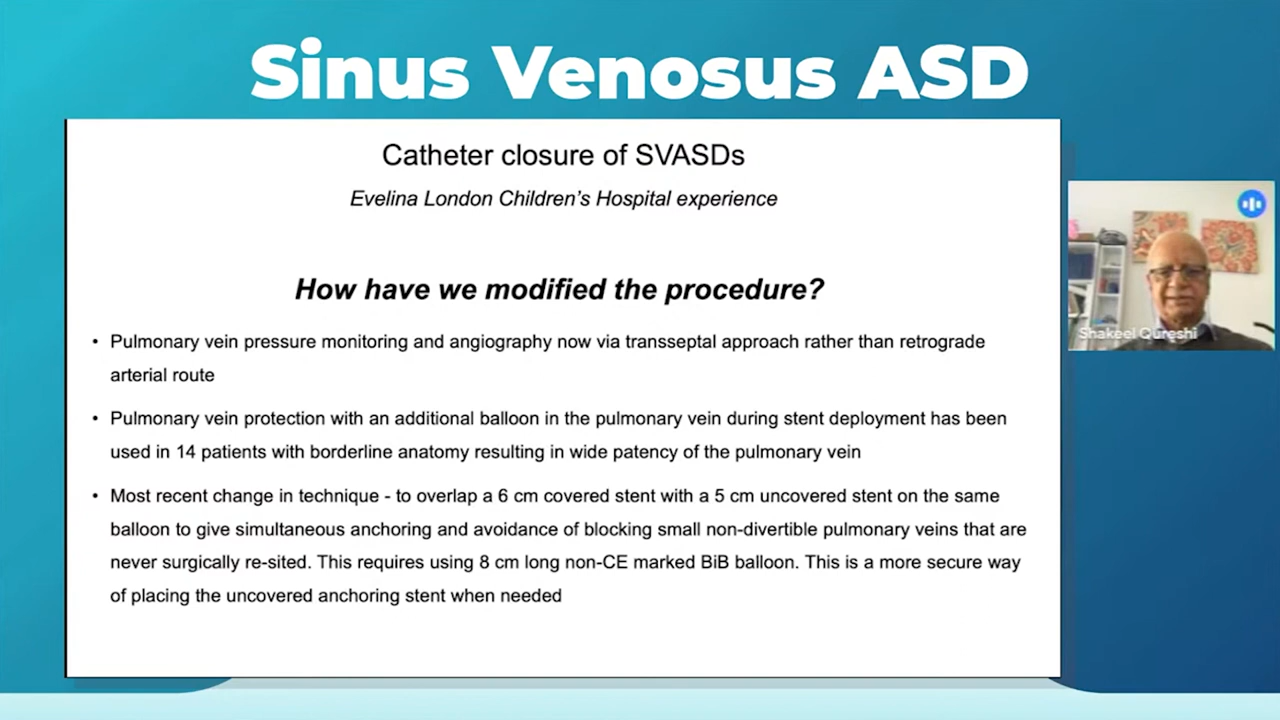 Sinus Venosus ASD
Catheter closure of SVASDs
Evelina London Children's Hospital experience
How have we modified the procedure?
• Pulmonary vein pressure monitoring and angiography now via transseptal approach rather than retrograde
arterial route
• Pulmonary vein protection with an additional balloon in the pulmonary vein during stent deployment has been
used in 14 patients with borderline anatomy resulting in wide patency of the pulmonary vein
• Most recent change in technique - to overlap a 6 cm covered stent with a 5 cm uncovered stent on the same
balloon to give simultaneous anchoring and avoidance of blocking small non-divertible pulmonary veins that are
never surgically re-sited. This requires using 8 cm long non-CE marked BiB balloon. This is a more secure way
of placing the uncovered anchoring stent when needed
Shakeel Qureshi